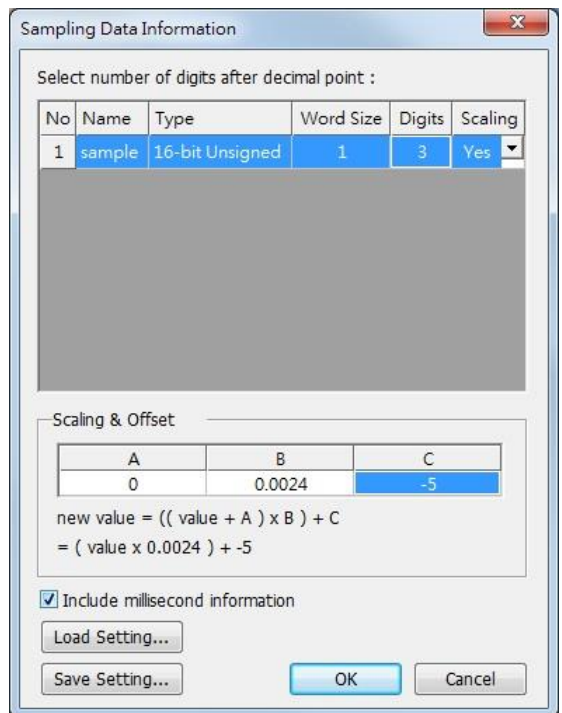 Sampling Data Information
Select number of digits after decimal point :
No Name Type Word Size Digits Scaling
1 sample 16-bit Unsigned 1 3 Yes
Scaling & Offset
A B C
0 0.0024 -5
new value = (( value + A ) x B ) + C
= ( value x 0.0024 ) + -5
Include millisecond information
Load Setting...
Save Setting... OK Cancel